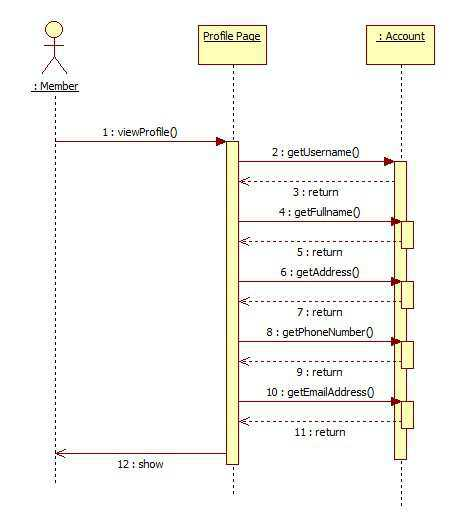 Profile Page
: Account
: Member
1 : viewProfile()
2 : getUsername()
3 : return
4 : getFullname()
5 : return
6 : getAddress()
7 : return
8 : getPhoneNumber()
9 : return
10 : getEmailAddress()
11 : return
12 : show